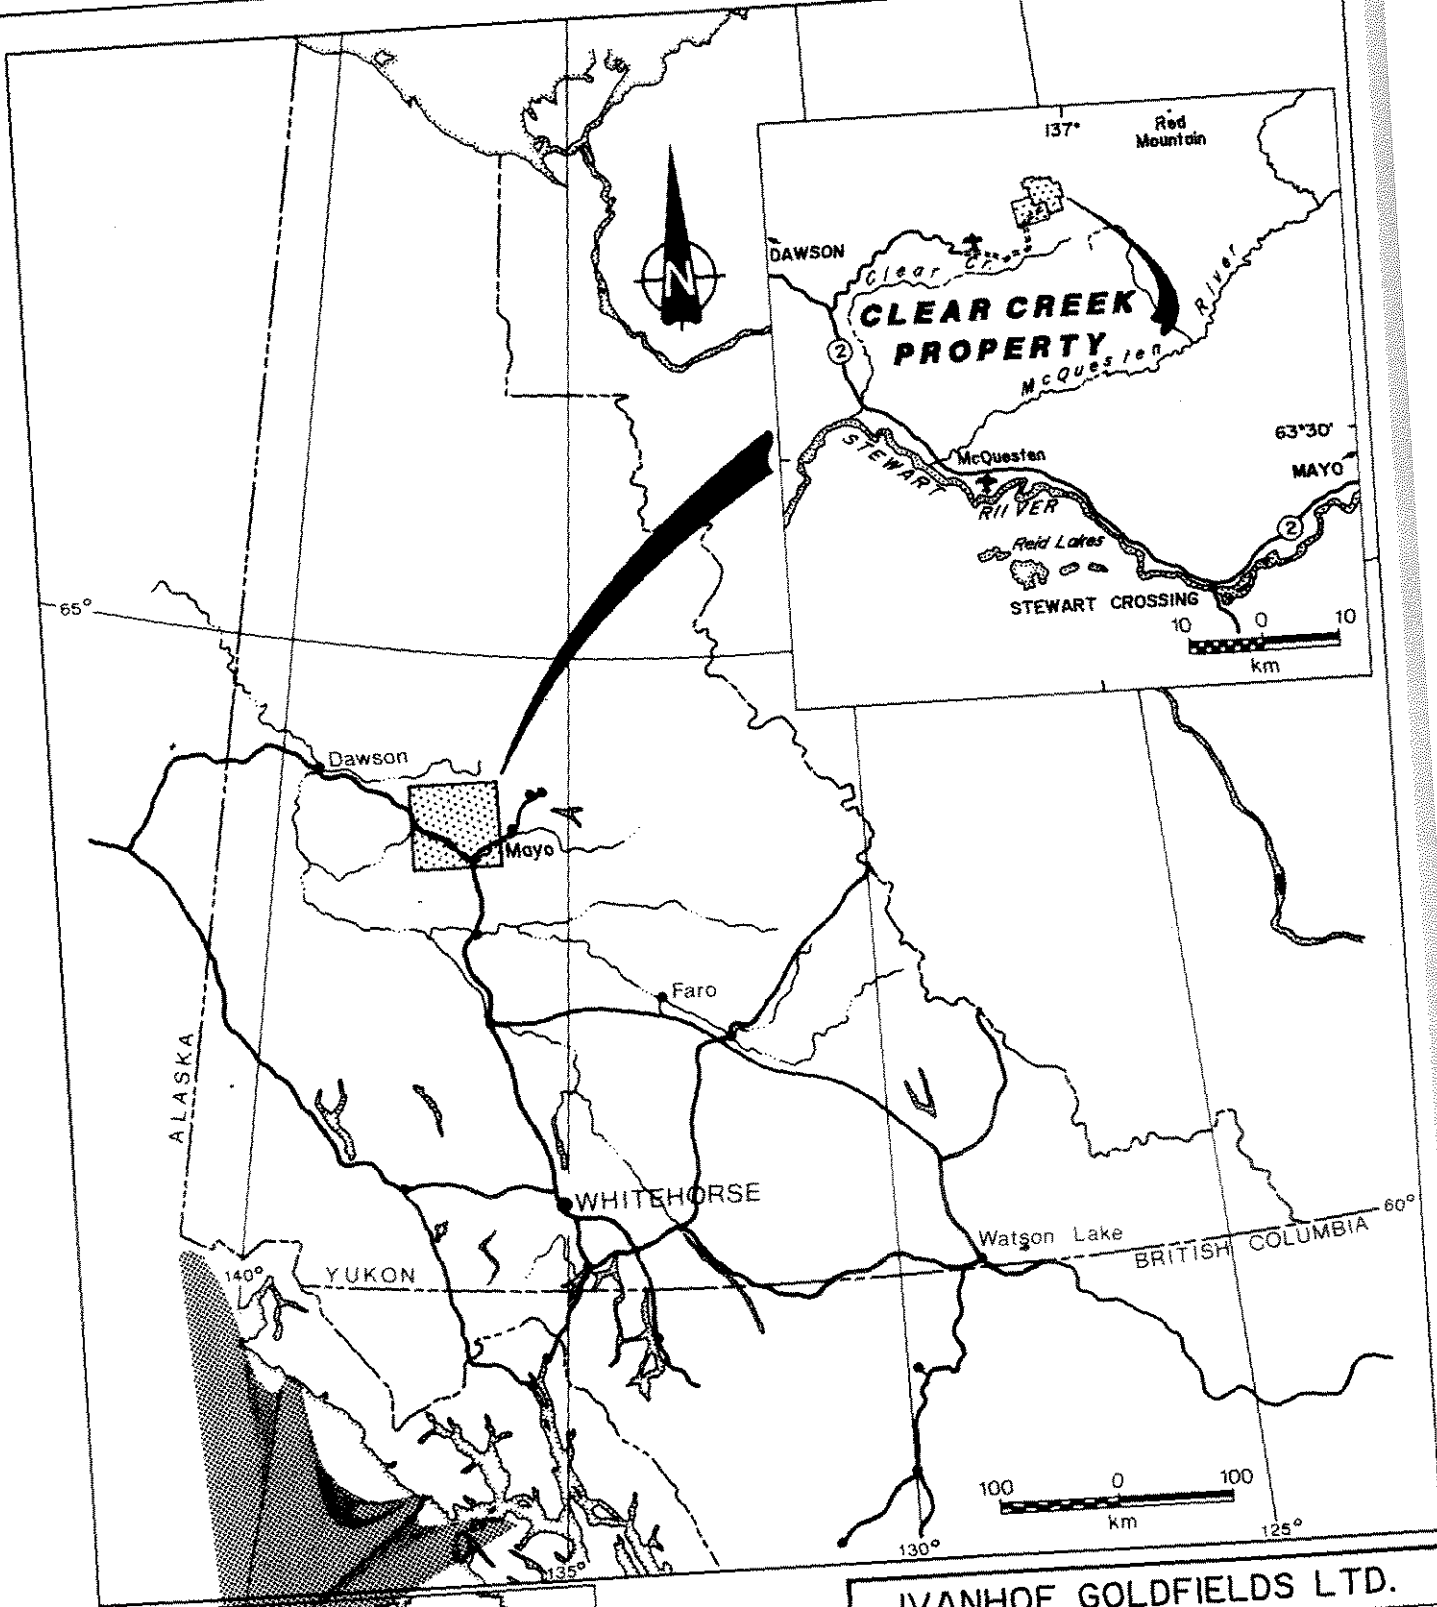 137°
Red
Mountain
DAWSON
Clear Cr.
River
CLEAR CREEK
PROPERTY
McQuesten
2
63°30'
STEWART
McQuesten
MAYO
RIIVER
2
Reid Lakes
STEWART CROSSING
10 0 10
km
N
65°
Dawson
Mayo
Faro
ALASKA
WHITEHORSE
60°
Watson Lake
BRITISH COLUMBIA
140°
YUKON
100 0 100
km
135°
130°
125°
IVANHOE GOLDFIELDS LTD.